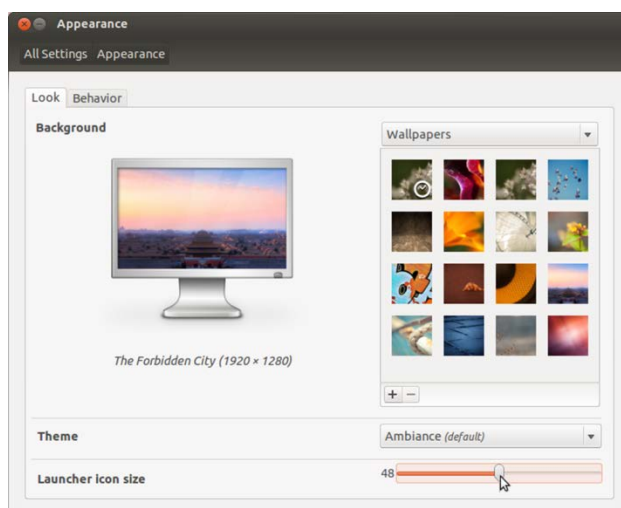 Appearance
All Settings Appearance
Look Behavior
Background
Wallpapers
The Forbidden City (1920 × 1280)
+ −
Theme
Ambiance (default)
Launcher icon size
48